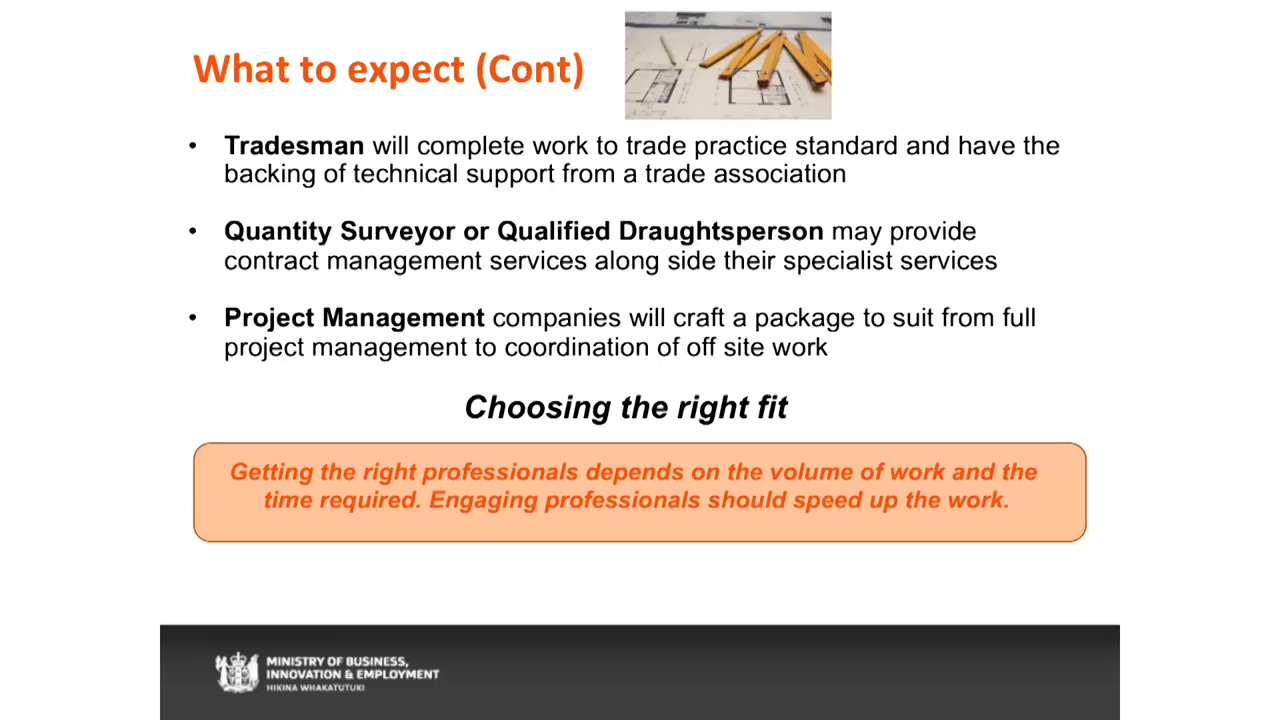 What to expect (Cont)
• Tradesman will complete work to trade practice standard and have the
backing of technical support from a trade association
• Quantity Surveyor or Qualified Draughtsperson may provide
contract management services along side their specialist services
• Project Management companies will craft a package to suit from full
project management to coordination of off site work
Choosing the right fit
Getting the right professionals depends on the volume of work and the
time required. Engaging professionals should speed up the work.
MINISTRY OF BUSINESS,
INNOVATION & EMPLOYMENT
HIKINA WHAKATUTUKI